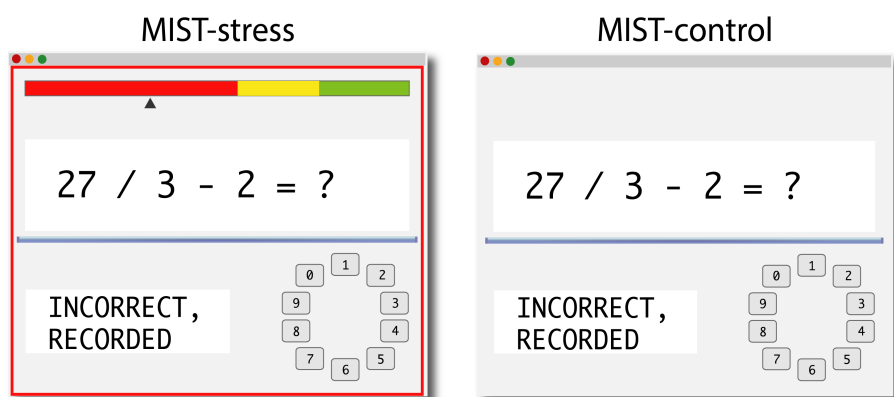 MIST-stress
27 / 3 - 2 = ?
INCORRECT,
RECORDED
0
1
2
9
3
8
4
7
6
5
MIST-control
27 / 3 - 2 = ?
INCORRECT,
RECORDED
0
1
2
9
3
8
4
7
6
5